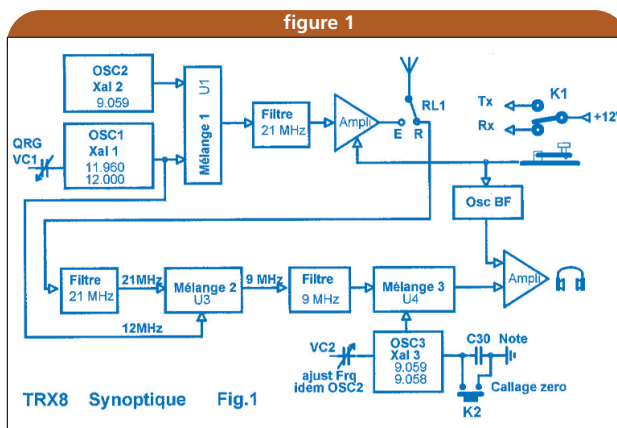 figure 1
OSC2
Xal 2
9.059
U1
Mélange 1
Filtre
21 MHz
Ampli
E
R
RL1
K1
Tx
Rx
+12V
QRG
VC1
OSC1
Xal 1
11.960
12.000
Osc BF
Filtre
21 MHz
21MHz
Mélange 2
U3
9 MHz
Filtre
9 MHz
Mélange 3
U4
Ampli
12MHz
VC2
ajust Frq
idem OSC2
OSC3
Xal 3
9.059
9.058
C30
Note
Callage zero
K2
TRX8 Synoptique Fig.1